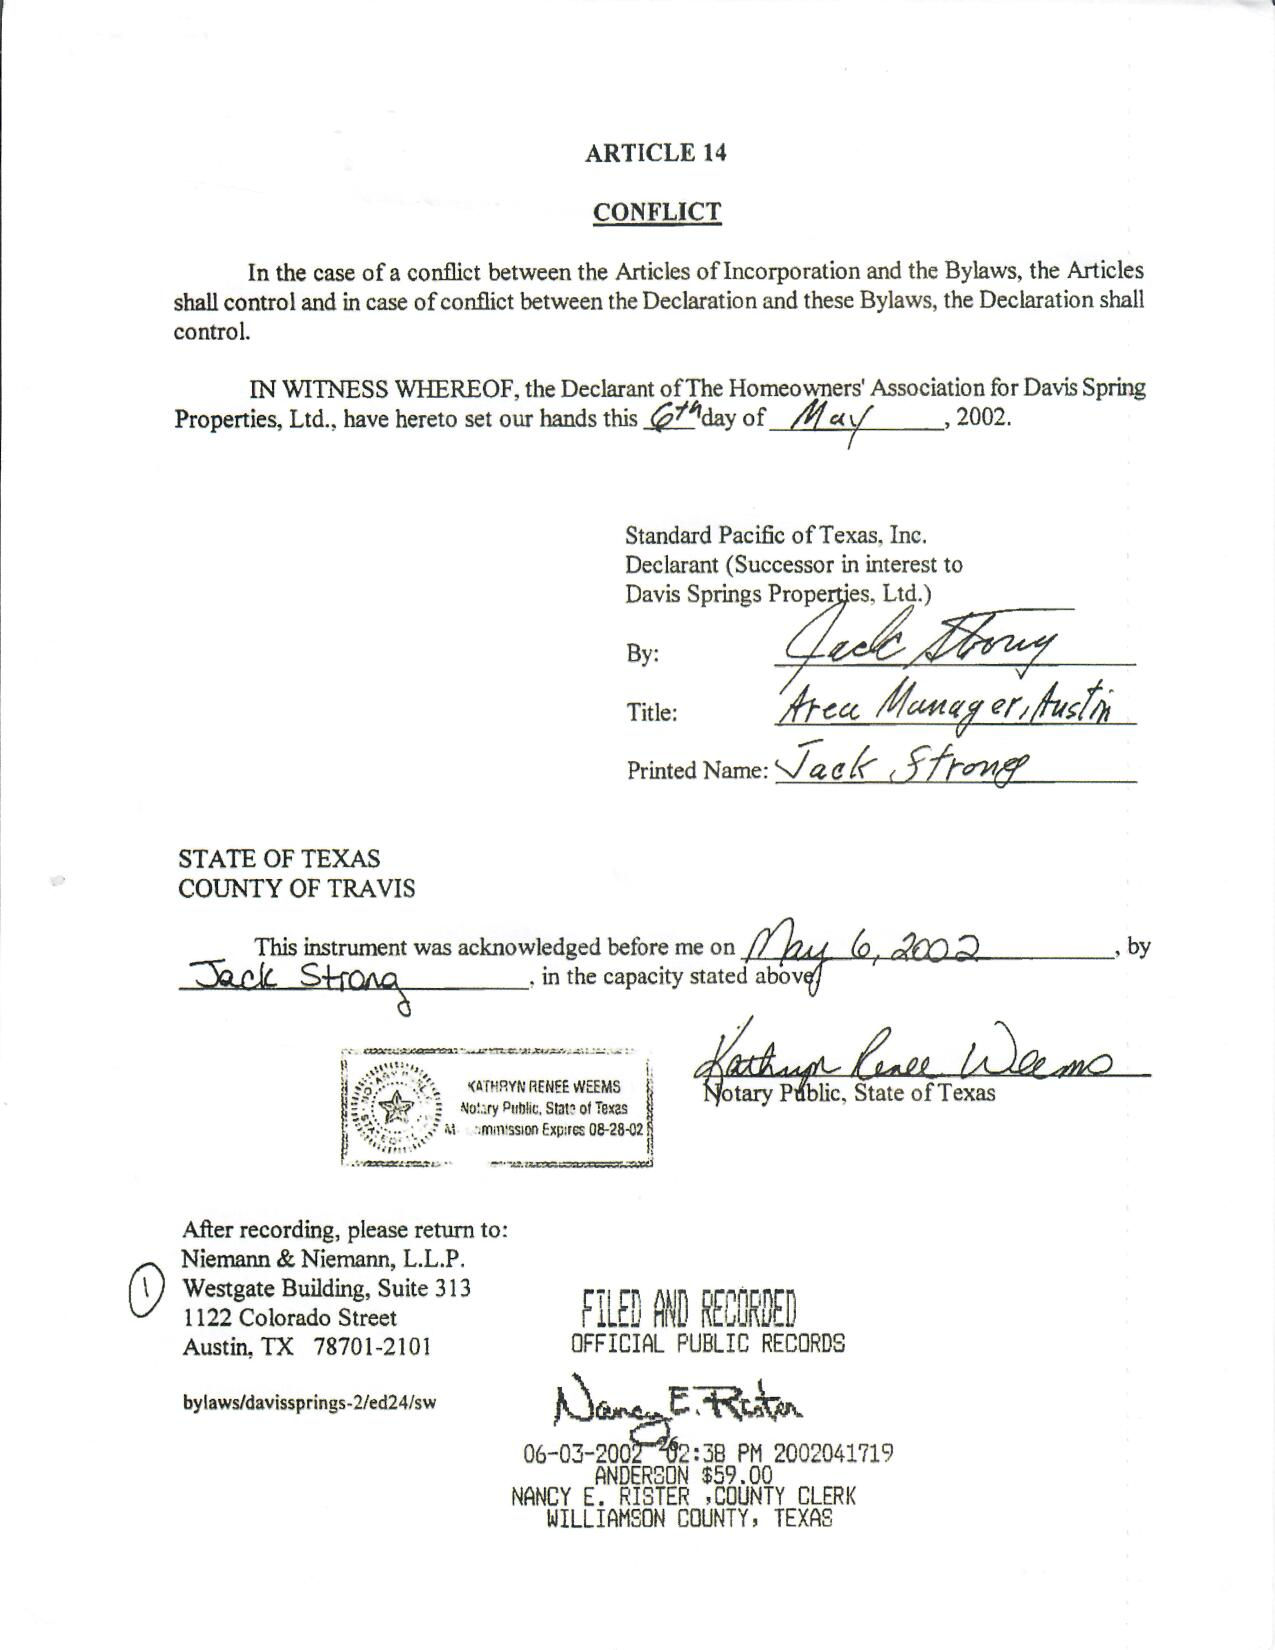 ARTICLE 14
CONFLICT
In the case of a conflict between the Articles of Incorporation and the Bylaws, the Articles
shall control and in case of conflict between the Declaration and these Bylaws, the Declaration shall
control.
IN WITNESS WHEREOF, the Declarant of The Homeowners' Association for Davis Spring
Properties, Ltd., have hereto set our hands this 6th day of May, 2002.
Standard Pacific of Texas, Inc.
Declarant (Successor in interest to
Davis Springs Properties, Ltd.)
By: Jack Strong
Title: Area Manager, Austin
Printed Name: Jack Strong
STATE OF TEXAS
COUNTY OF TRAVIS
This instrument was acknowledged before me on May 6, 2002, by
Jack Strong, in the capacity stated above
Kathryn Renee Weems
Notary Public, State of Texas
KATHRYN RENEE WEEMS
Notary Public, State of Texas
Commission Expires 08-28-02
After recording, please return to:
Niemann & Niemann, L.L.P.
Westgate Building, Suite 313
1122 Colorado Street
Austin, TX 78701-2101
1
bylaws/davissprings-2/ed24/sw
FILED AND RECORDED
OFFICIAL PUBLIC RECORDS
Nancy E. Rister
06-03-2002 02:38 PM 2002041719
ANDERSON $59.00
NANCY E. RISTER ,COUNTY CLERK
WILLIAMSON COUNTY, TEXAS